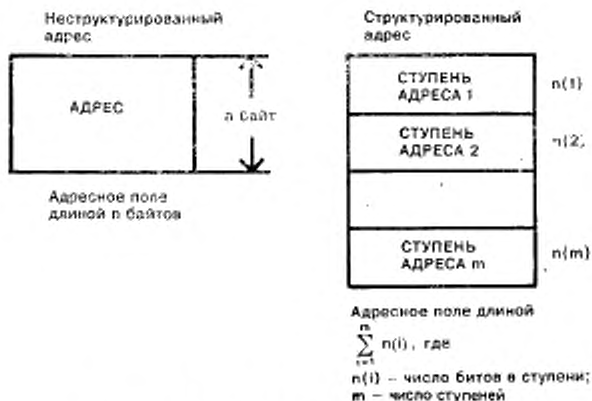 Неструктурированный
адрес
АДРЕС
n байт
Адресное поле
длиной n байтов
Структурированный
адрес
СТУПЕНЬ
АДРЕСА 1
n(1)
СТУПЕНЬ
АДРЕСА 2
n(2)
СТУПЕНЬ
АДРЕСА m
n(m)
Адресное поле длиной
m
∑ n(i), где
i=1
n(i) — число битов в ступени;
m — число ступеней